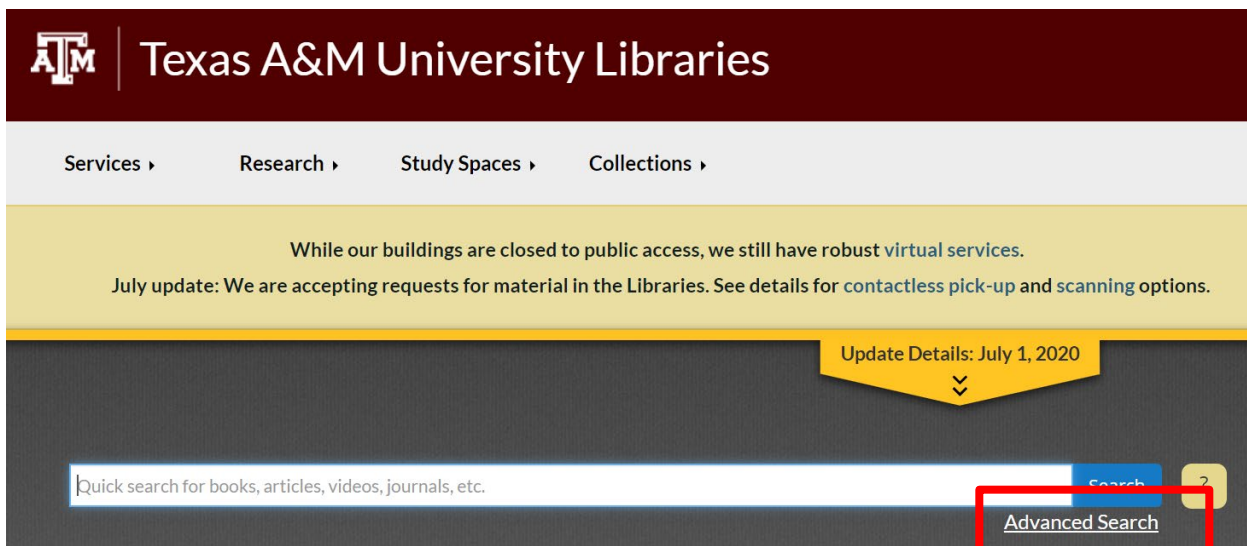 ATM | Texas A&M University Libraries
Services ▸ Research ▸ Study Spaces ▸ Collections ▸
While our buildings are closed to public access, we still have robust virtual services.
July update: We are accepting requests for material in the Libraries. See details for contactless pick-up and scanning options.
Update Details: July 1, 2020
Quick search for books, articles, videos, journals, etc. Search ?
Advanced Search